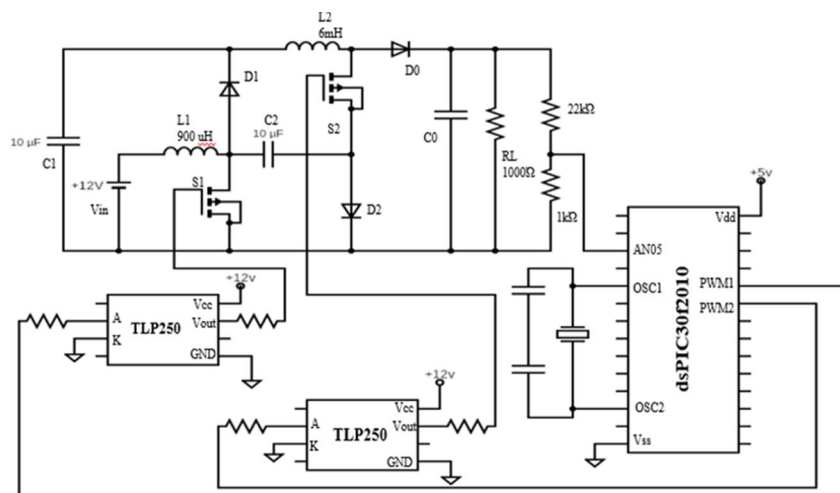 L2
6mH
D1
D0
L1
900 uH
C2
10 μF
S2
10 μF
C1
C0
22kΩ
RL
1000Ω
+12V
Vin
S1
D2
1kΩ
+5v
Vdd
AN05
OSC1
PWM1
PWM2
dsPIC30f2010
OSC2
Vss
+12v
Vcc
A
Vout
TLP250
K
GND
+12v
Vcc
A
Vout
TLP250
K
GND